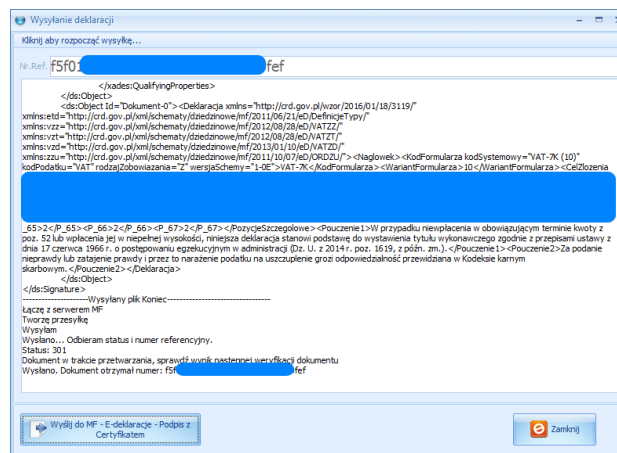 Wysyłanie deklaracji
Kliknij aby rozpocząć wysyłkę...
Nr.Ref. f5f01 fef
</xades:QualifyingProperties>
</ds:Object>
<ds:Object Id="Dokument-0"><Deklaracja xmlns="http://crd.gov.pl/wzor/2016/01/18/3119/"
xmlns:etd="http://crd.gov.pl/xml/schematy/dziedzinowe/mf/2011/06/21/eD/DefinicjeTypy/"
xmlns:vzz="http://crd.gov.pl/xml/schematy/dziedzinowe/mf/2012/08/28/eD/VATZZ/"
xmlns:vzt="http://crd.gov.pl/xml/schematy/dziedzinowe/mf/2012/08/28/eD/VATZT/"
xmlns:vzd="http://crd.gov.pl/xml/schematy/dziedzinowe/mf/2013/01/10/eD/VATZD/"
xmlns:zzu="http://crd.gov.pl/xml/schematy/dziedzinowe/mf/2011/10/07/eD/ORDZU/"><Naglowek><KodFormularza kodSystemowy="VAT-7K (10)"
kodPodatku="VAT" rodzajZobowiazania="Z" wersjaSchemy="1-0E">VAT-7K</KodFormularza><WariantFormularza>10</WariantFormularza><CelZlozenia
_65>2</P_65><P_66>2</P_66><P_67>2</P_67></PozycjeSzczegolowe><Pouczenie1>W przypadku niewpłacenia w obowiązującym terminie kwoty z
poz. 52 lub wpłacenia jej w niepełnej wysokości, niniejsza deklaracja stanowi podstawę do wystawienia tytułu wykonawczego zgodnie z przepisami ustawy z
dnia 17 czerwca 1966 r. o postępowaniu egzekucyjnym w administracji (Dz. U. z 2014 r. poz. 1619, z późn. zm.).</Pouczenie1><Pouczenie2>Za podanie
nieprawdy lub zatajenie prawdy i przez to narażenie podatku na uszczuplenie grozi odpowiedzialność przewidziana w Kodeksie karnym
skarbowym.</Pouczenie2></Deklaracja>
</ds:Object>
</ds:Signature>
---------------------Wysyłany plik Koniec---------------------------------
Łączę z serwerem MF
Tworzę przesyłkę
Wysyłam
Wysłano... Odbieram status i numer referencyjny.
Status: 301
Dokument w trakcie przetwarzania, sprawdź wynik następnej weryfikacji dokumentu
Wysłano. Dokument otrzymał numer: f5f fef
Wyślij do MF - E-deklaracje - Podpis z
Certyfikatem
Zamknij